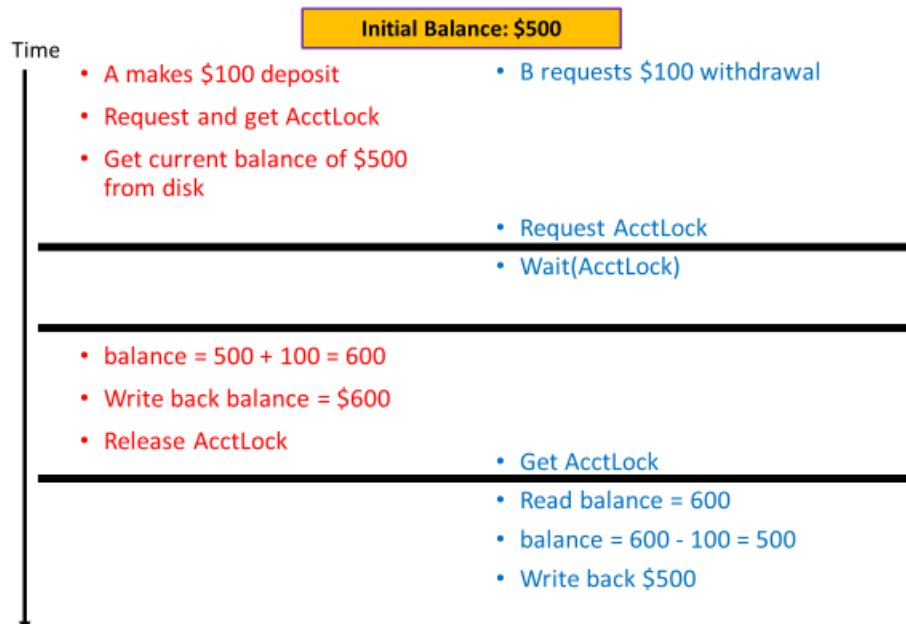 Initial Balance: $500
Time
• A makes $100 deposit
• B requests $100 withdrawal
• Request and get AcctLock
• Get current balance of $500
from disk
• Request AcctLock
• Wait(AcctLock)
• balance = 500 + 100 = 600
• Write back balance = $600
• Release AcctLock
• Get AcctLock
• Read balance = 600
• balance = 600 - 100 = 500
• Write back $500